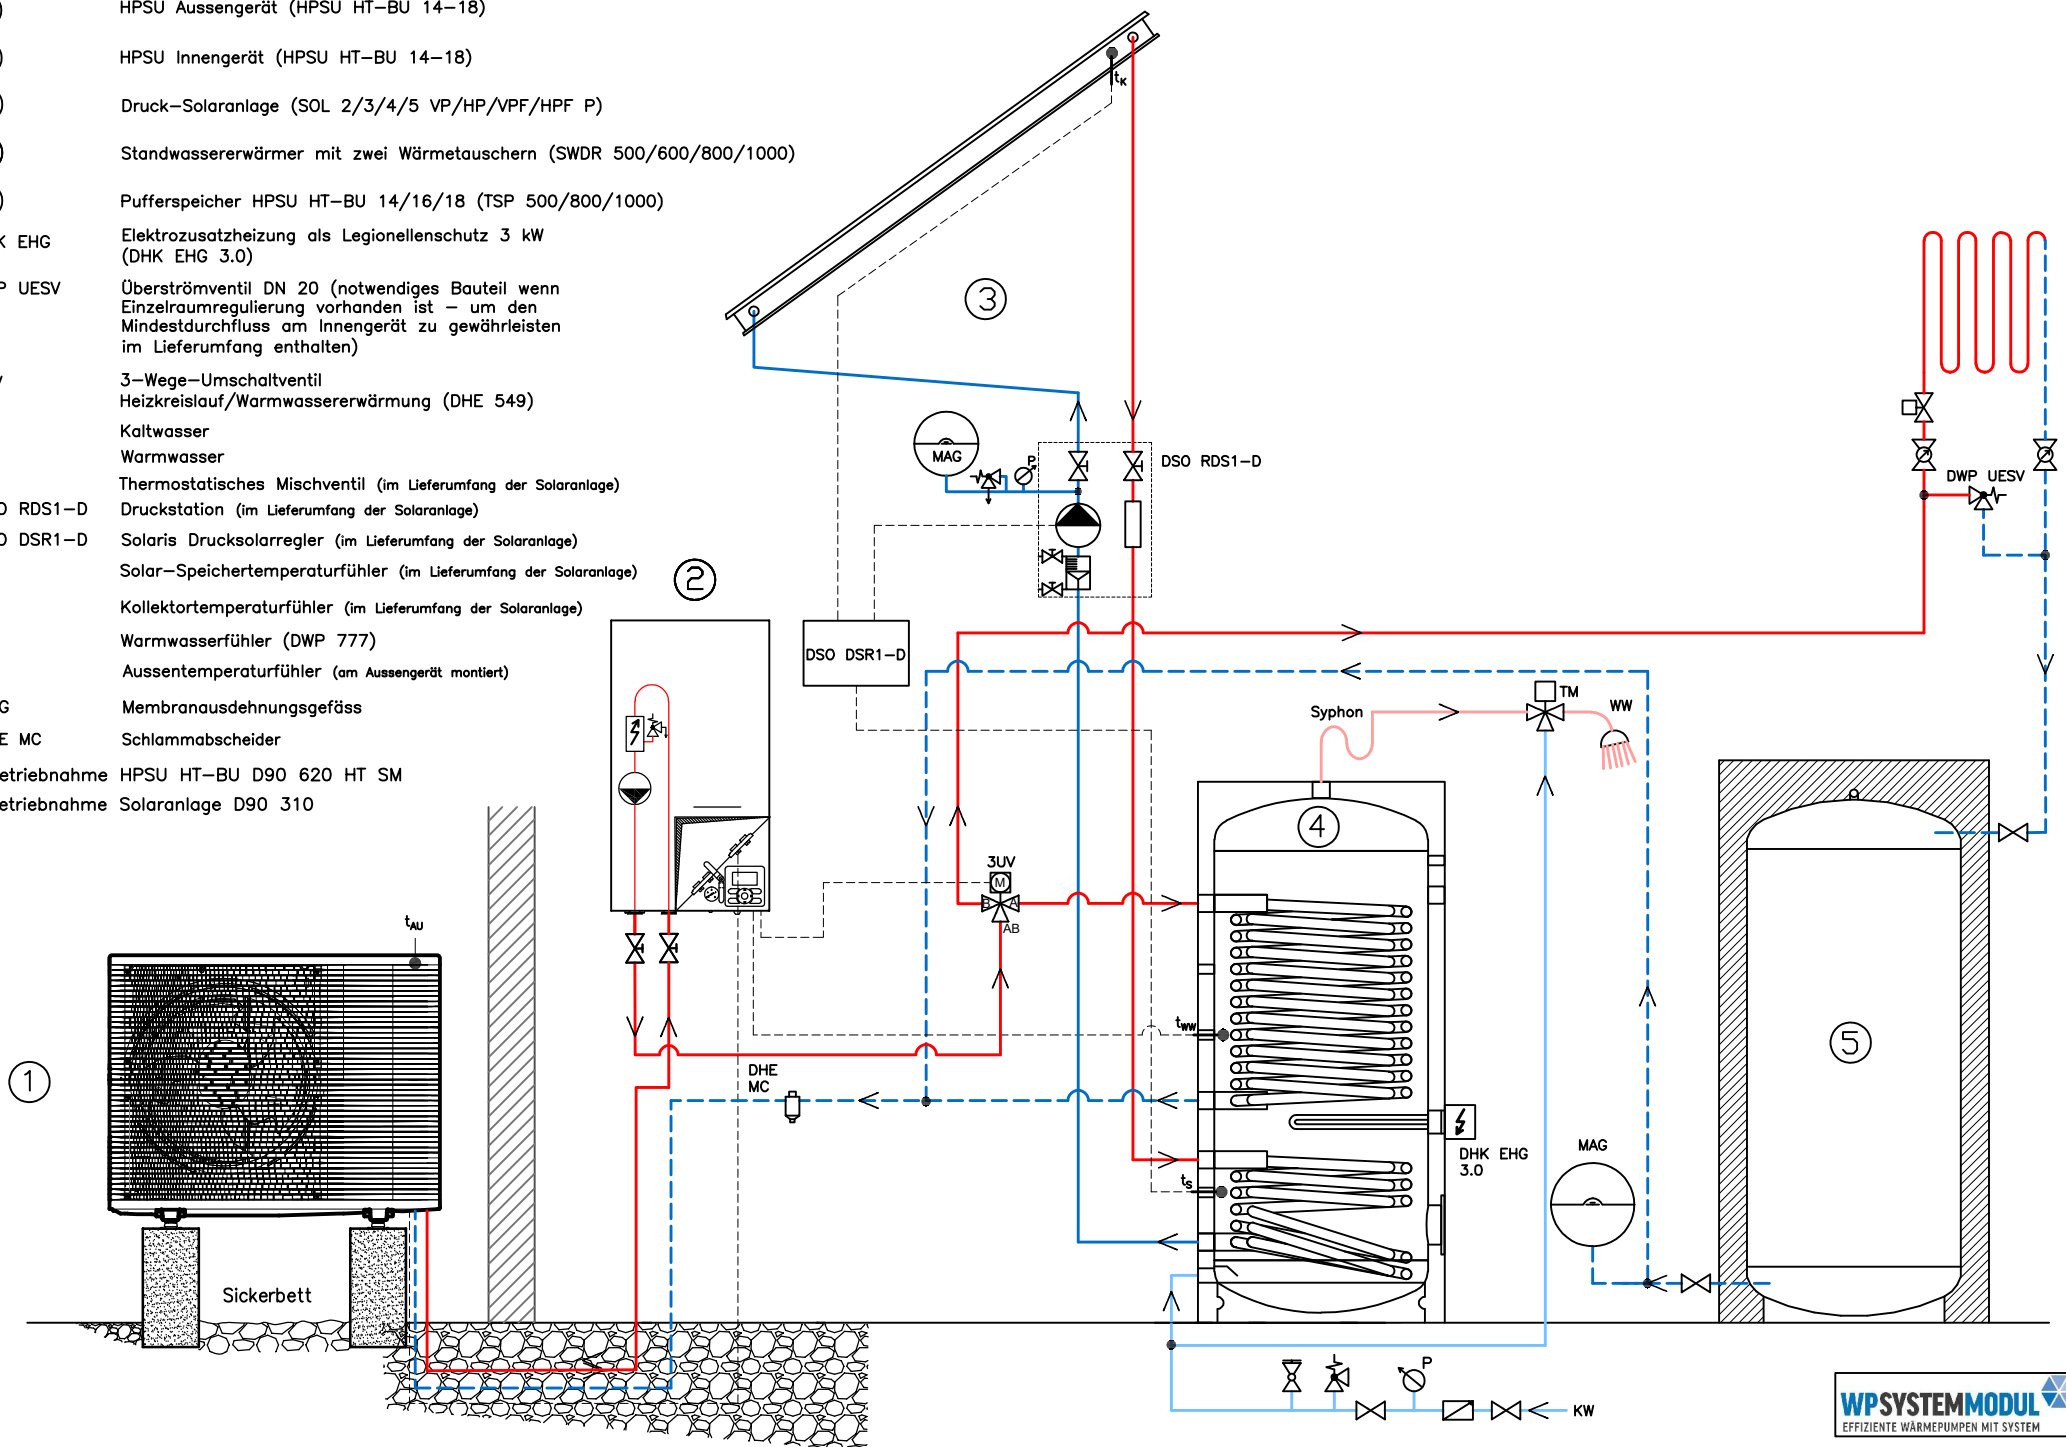 HPSU Aussengerät (HPSU HT-BU 14-18)
HPSU Innengerät (HPSU HT-BU 14-18)
Druck-Solaranlage (SOL 2/3/4/5 VP/HP/VPF/HPF P)
Standwassererwärmer mit zwei Wärmetauschern (SWDR 500/600/800/1000)
Pufferspeicher HPSU HT-BU 14/16/18 (TSP 500/800/1000)
EHG
Elektrozusatzheizung als Legionellenschutz 3 kW
(DHK EHG 3.0)
UESV
Überströmventil DN 20 (notwendiges Bauteil wenn
Einzelraumregulierung vorhanden ist - um den
Mindestdurchfluss am Innengerät zu gewährleisten
im Lieferumfang enthalten)
3-Wege-Umschaltventil
Heizkreislauf/Warmwassererwärmung (DHE 549)
Kaltwasser
Warmwasser
Thermostatisches Mischventil (im Lieferumfang der Solaranlage)
RDS1-D Druckstation (im Lieferumfang der Solaranlage)
DSR1-D Solaris Drucksolarregler (im Lieferumfang der Solaranlage)
Solar-Speichertemperaturfühler (im Lieferumfang der Solaranlage)
Kollektortemperaturfühler (im Lieferumfang der Solaranlage)
Warmwasserfühler (DWP 777)
Aussentemperaturfühler (am Aussengerät montiert)
G Membranausdehnungsgefäss
E MC Schlammabscheider
etriebnahme HPSU HT-BU D90 620 HT SM
etriebnahme Solaranlage D90 310
tK
3
MAG
P
DSO RDS1-D
DWP UESV
2
DSO DSR1-D
TM
WW
Syphon
4
3UV
M
B A
AB
tAU
tWW
5
1
DHE
MC
DHK EHG
3.0
MAG
tS
Sickerbett
P
KW
WPSYSTEMMODUL
EFFIZIENTE WÄRMEPUMPEN MIT SYSTEM